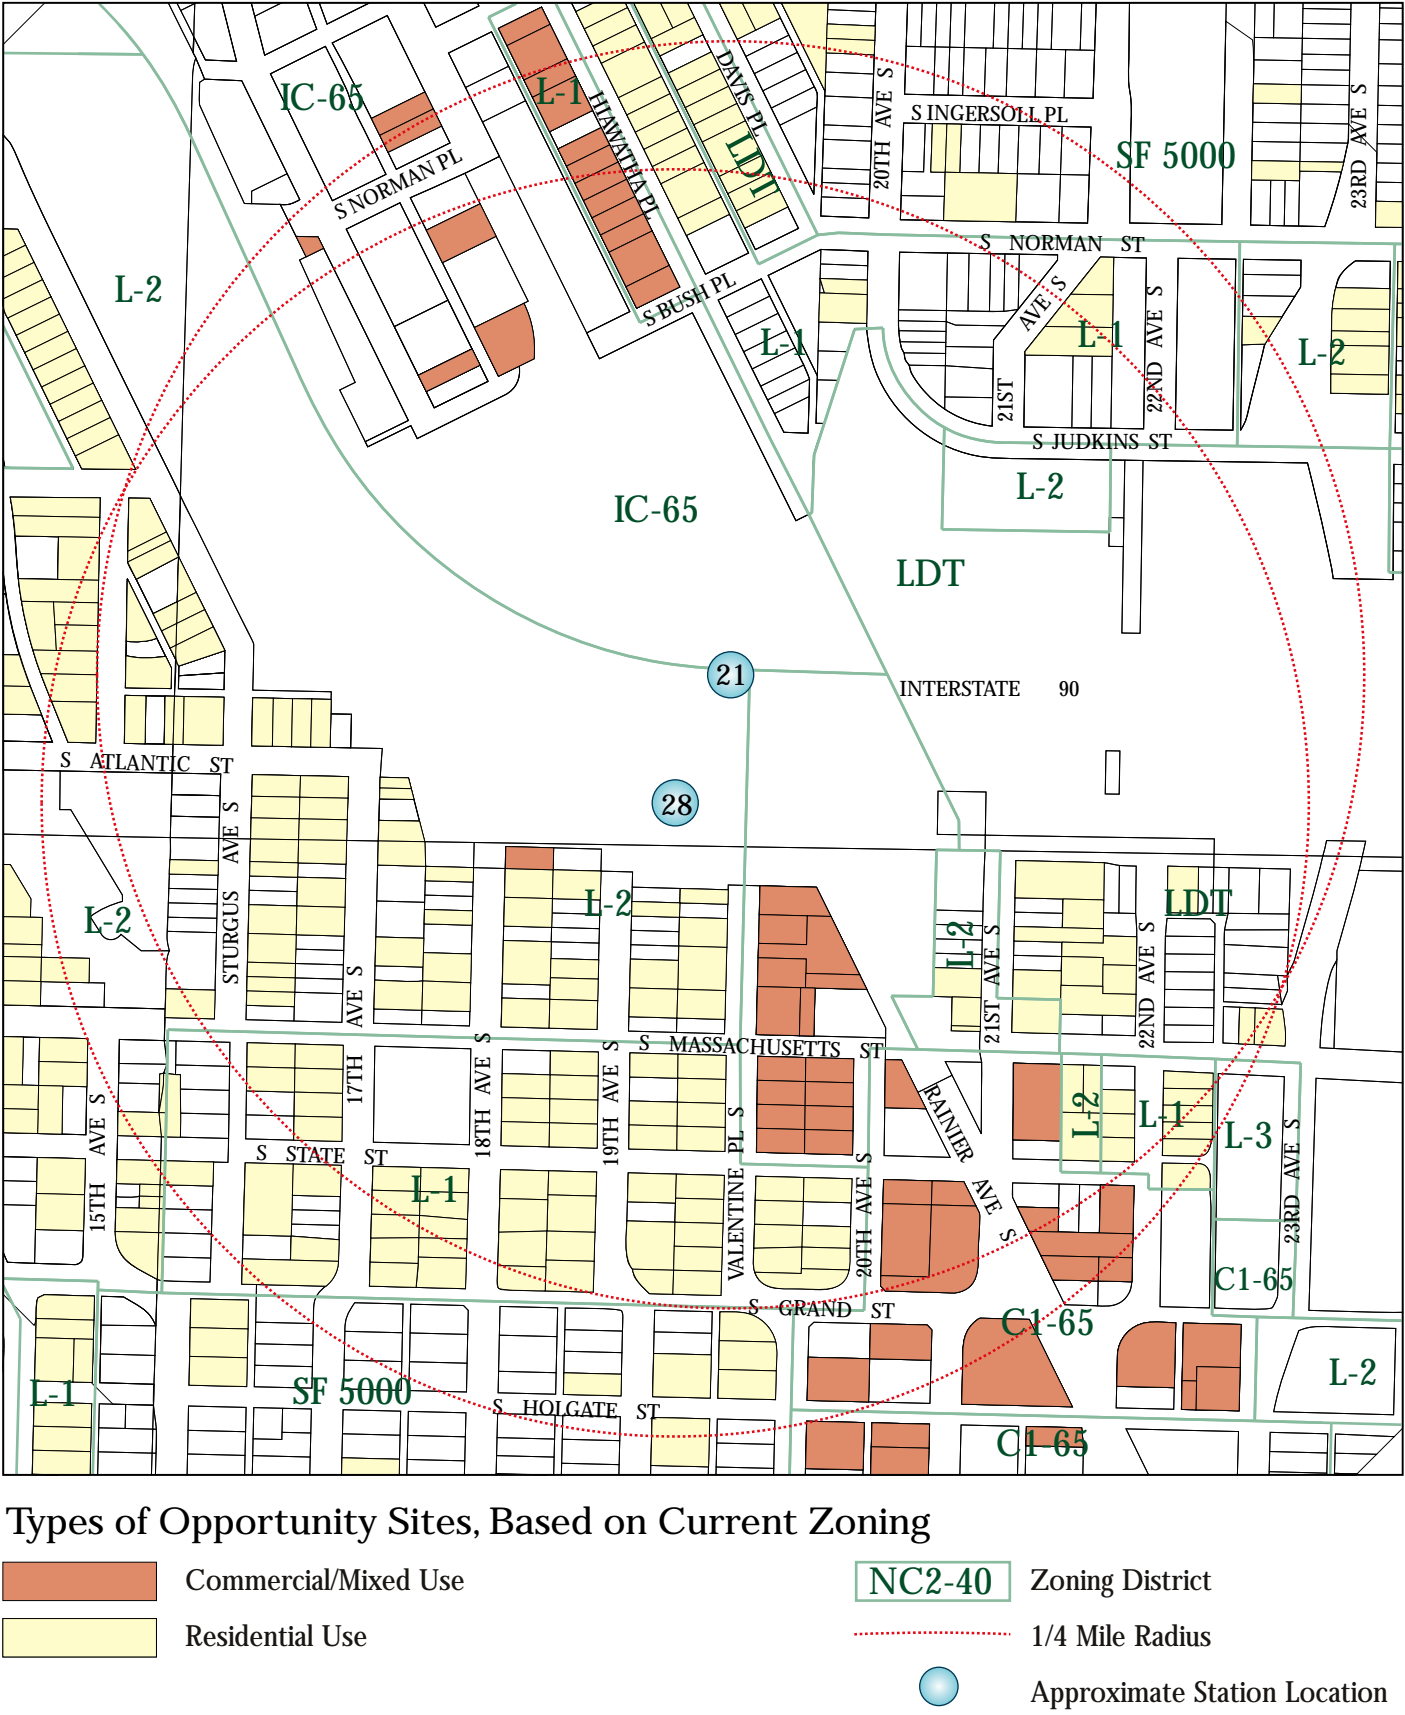 IC-65
L-1
HIAWATHA PL
DAVIS PL
LDT
20TH AVE S
S INGERSOLL PL
SF 5000
23RD AVE S
S NORMAN PL
S NORMAN ST
L-2
S BUSH PL
L-1
21ST AVE S
L-1
22ND AVE S
L-2
S JUDKINS ST
L-2
IC-65
LDT
21
INTERSTATE 90
28
S ATLANTIC ST
STURGUS AVE S
L-2
L-2
L-2
21ST AVE S
22ND AVE S
LDT
17TH AVE S
18TH AVE S
19TH AVE S
S MASSACHUSETTS ST
15TH AVE S
S STATE ST
L-1
VALENTINE PL S
20TH AVE S
RAINIER AVE S
L-2
L-1
L-3
23RD AVE S
C1-65
S GRAND ST
C1-65
L-1
SF 5000
S HOLGATE ST
C1-65
L-2
Types of Opportunity Sites, Based on Current Zoning
Commercial/Mixed Use
NC2-40 Zoning District
Residential Use
1/4 Mile Radius
Approximate Station Location